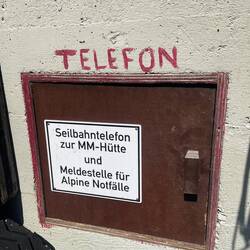 TELEFON
Seilbahntelefon
zur MM-Hütte
und
Meldestelle für
Alpine Notfälle